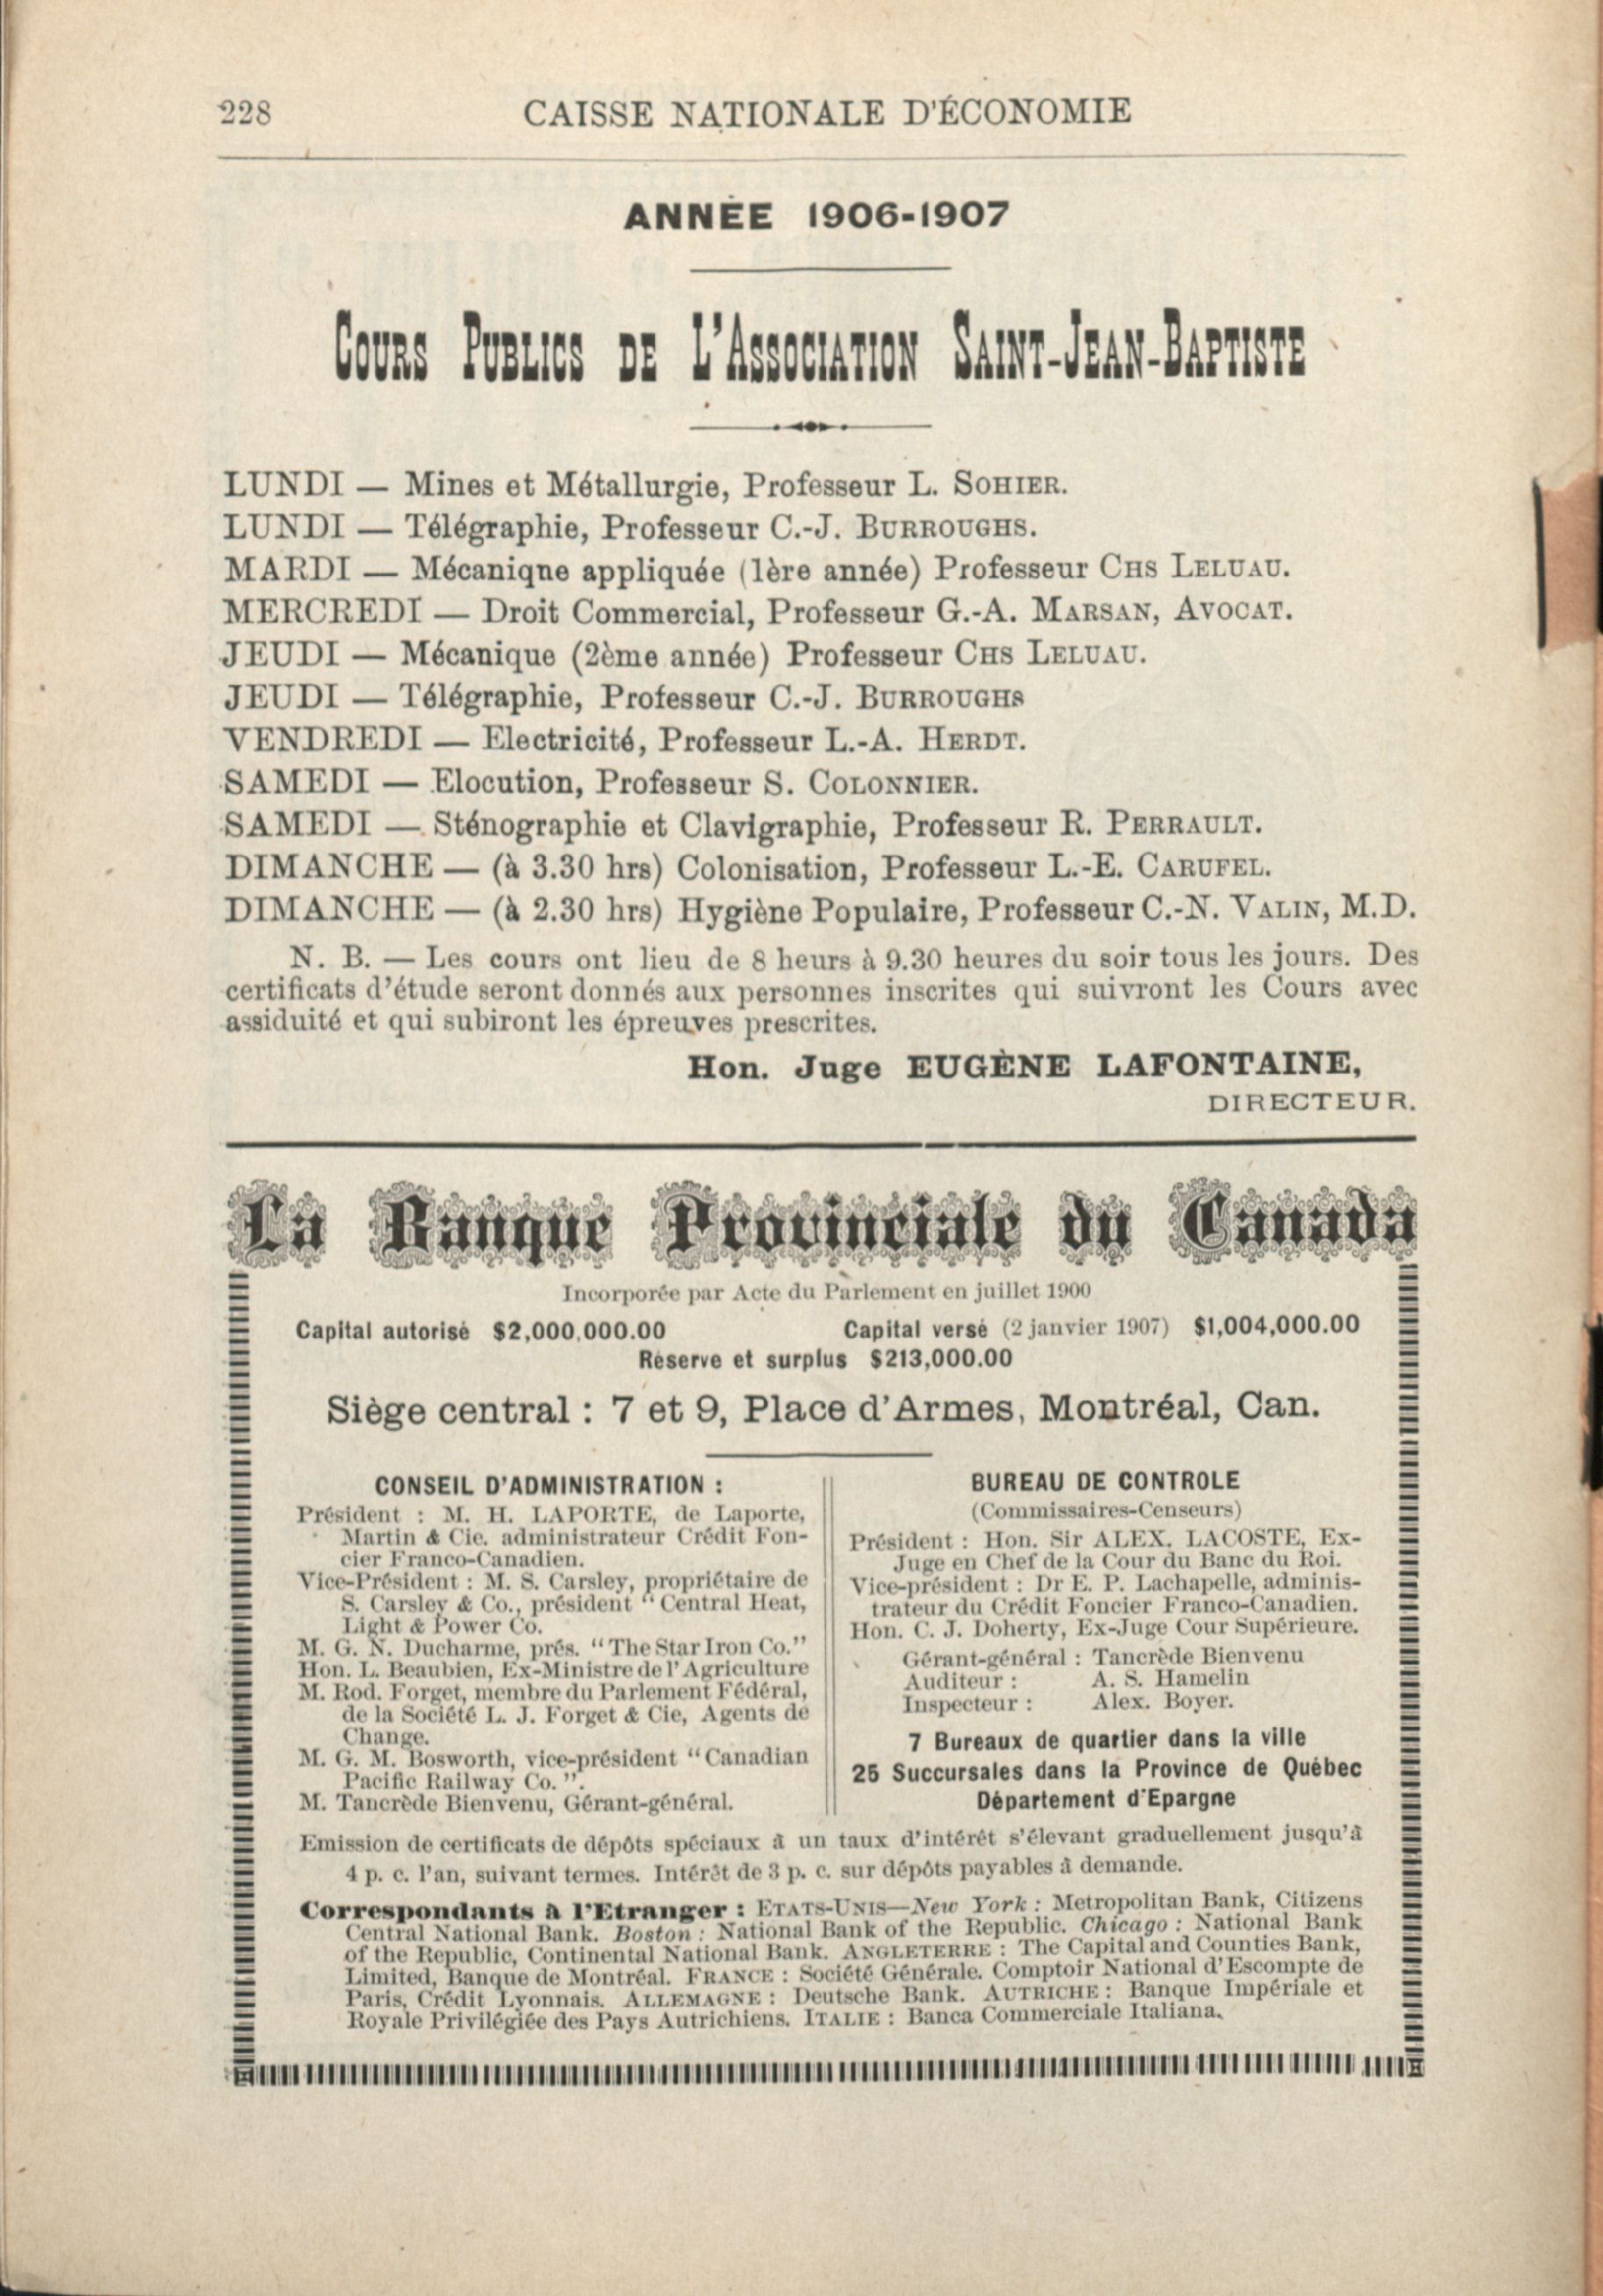 228 CAISSE NATIONALE D'ÉCONOMIE
ANNÉE 1906-1907
COURS PUBLICS DE L'ASSOCIATION SAINT-JEAN-BAPTISTE
LUNDI — Mines et Métallurgie, Professeur L. SOHIER.
LUNDI — Télégraphie, Professeur C.-J. BURROUGHS.
MARDI — Mécaniqne appliquée (1ère année) Professeur CHS LELUAU.
MERCREDI — Droit Commercial, Professeur G.-A. MARSAN, AVOCAT.
JEUDI — Mécanique (2ème année) Professeur CHS LELUAU.
JEUDI — Télégraphie, Professeur C.-J. BURROUGHS
VENDREDI — Electricité, Professeur L.-A. HERDT.
SAMEDI — Elocution, Professeur S. COLONNIER.
SAMEDI — Sténographie et Clavigraphie, Professeur R. PERRAULT.
DIMANCHE — (à 3.30 hrs) Colonisation, Professeur L.-E. CARUFEL.
DIMANCHE — (à 2.30 hrs) Hygiène Populaire, Professeur C.-N. VALIN, M.D.
N. B. — Les cours ont lieu de 8 heurs à 9.30 heures du soir tous les jours. Des
certificats d'étude seront donnés aux personnes inscrites qui suivront les Cours avec
assiduité et qui subiront les épreuves prescrites.
Hon. Juge EUGÈNE LAFONTAINE,
DIRECTEUR.
La Banque Provinciale du Canada
Incorporée par Acte du Parlement en juillet 1900
Capital autorisé $2,000,000.00 Capital versé (2 janvier 1907) $1,004,000.00
Réserve et surplus $213,000.00
Siège central : 7 et 9, Place d'Armes, Montréal, Can.
CONSEIL D'ADMINISTRATION :
Président : M. H. LAPORTE, de Laporte,
Martin & Cie. administrateur Crédit Fon-
cier Franco-Canadien.
Vice-Président : M. S. Carsley, propriétaire de
S. Carsley & Co., président "Central Heat,
Light & Power Co.
M. G. N. Ducharme, prés. "The Star Iron Co."
Hon. L. Beaubien, Ex-Ministre de l'Agriculture
M. Rod. Forget, membre du Parlement Fédéral,
de la Société L. J. Forget & Cie, Agents de
Change.
M. G. M. Bosworth, vice-président "Canadian
Pacific Railway Co. ".
M. Tancrède Bienvenu, Gérant-général.
BUREAU DE CONTROLE
(Commissaires-Censeurs)
Président : Hon. Sir ALEX. LACOSTE, Ex-
Juge en Chef de la Cour du Banc du Roi.
Vice-président : Dr E. P. Lachapelle, adminis-
trateur du Crédit Foncier Franco-Canadien.
Hon. C. J. Doherty, Ex-Juge Cour Supérieure.
Gérant-général : Tancrède Bienvenu
Auditeur : A. S. Hamelin
Inspecteur : Alex. Boyer.
7 Bureaux de quartier dans la ville
25 Succursales dans la Province de Québec
Département d'Epargne
Emission de certificats de dépôts spéciaux à un taux d'intérêt s'élevant graduellement jusqu'à
4 p. c. l'an, suivant termes. Intérêt de 3 p. c. sur dépôts payables à demande.
Correspondants à l'Etranger : ETATS-UNIS—New York : Metropolitan Bank, Citizens
Central National Bank. Boston : National Bank of the Republic. Chicago : National Bank
of the Republic, Continental National Bank. ANGLETERRE : The Capital and Counties Bank,
Limited, Banque de Montréal. FRANCE : Société Générale. Comptoir National d'Escompte de
Paris, Crédit Lyonnais. ALLEMAGNE : Deutsche Bank. AUTRICHE : Banque Impériale et
Royale Privilégiée des Pays Autrichiens. ITALIE : Banca Commerciale Italiana.